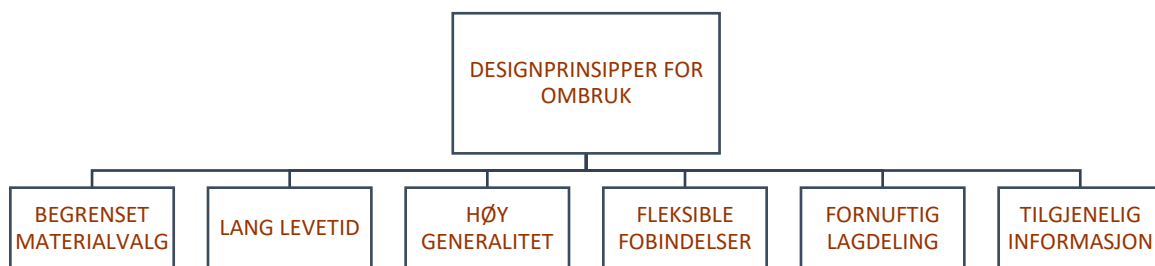 DESIGNPRINSIPPER FOR
OMBRUK
BEGRENSET
MATERIALVALG
LANG LEVETID
HØY
GENERALITET
FLEKSIBLE
FOBINDELSER
FORNUFTIG
LAGDELING
TILGJENELIG
INFORMASJON